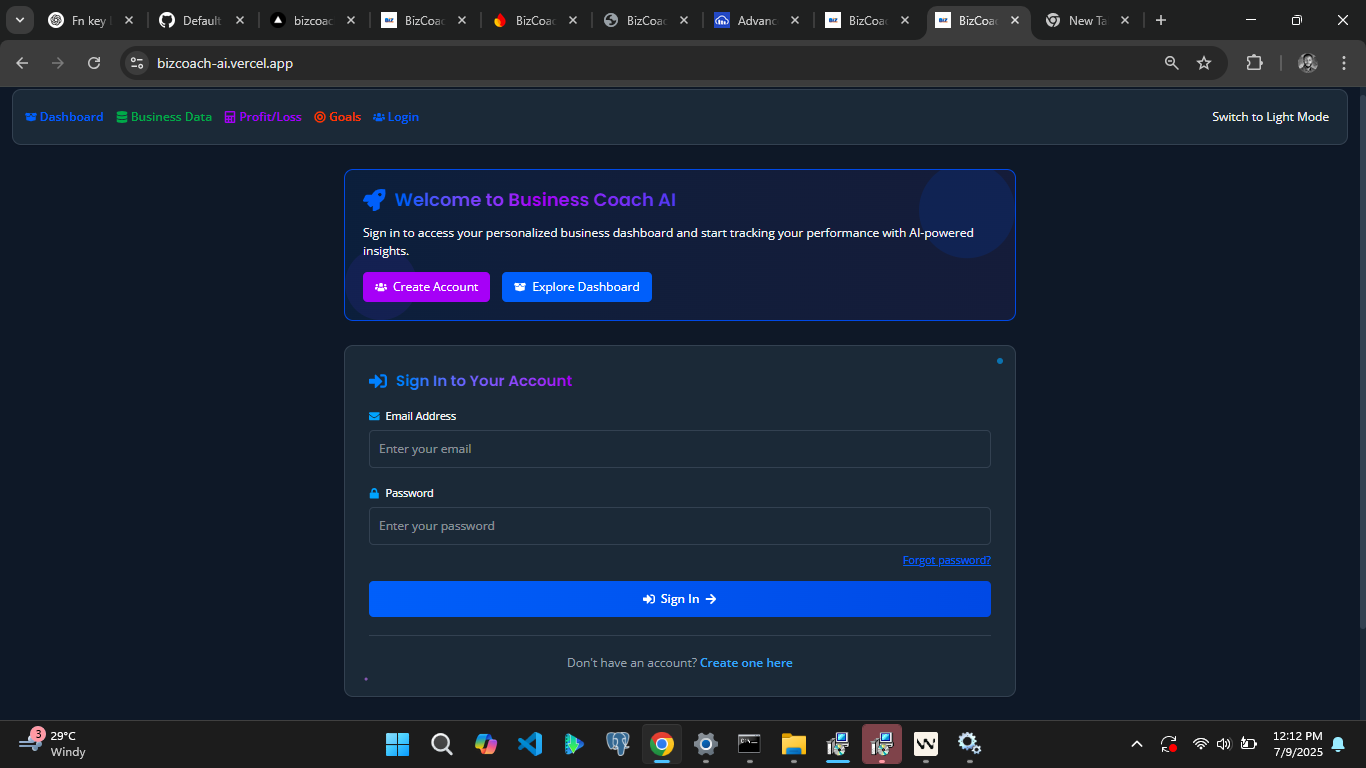 Fn key
Default
bizcoac
BizCoac
BizCoac
BizCoac
Advanc
BizCoac
BizCoac
New Ta
bizcoach-ai.vercel.app
Dashboard
Business Data
Profit/Loss
Goals
Login
Switch to Light Mode
Welcome to Business Coach AI
Sign in to access your personalized business dashboard and start tracking your performance with AI-powered
insights.
Create Account
Explore Dashboard
Sign In to Your Account
Email Address
Enter your email
Password
Enter your password
Forgot password?
Sign In
Don't have an account? Create one here
3
29°C
Windy
12:12 PM
7/9/2025